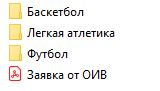 Баскетбол
Легкая атлетика
Футбол
Заявка от ОИВ